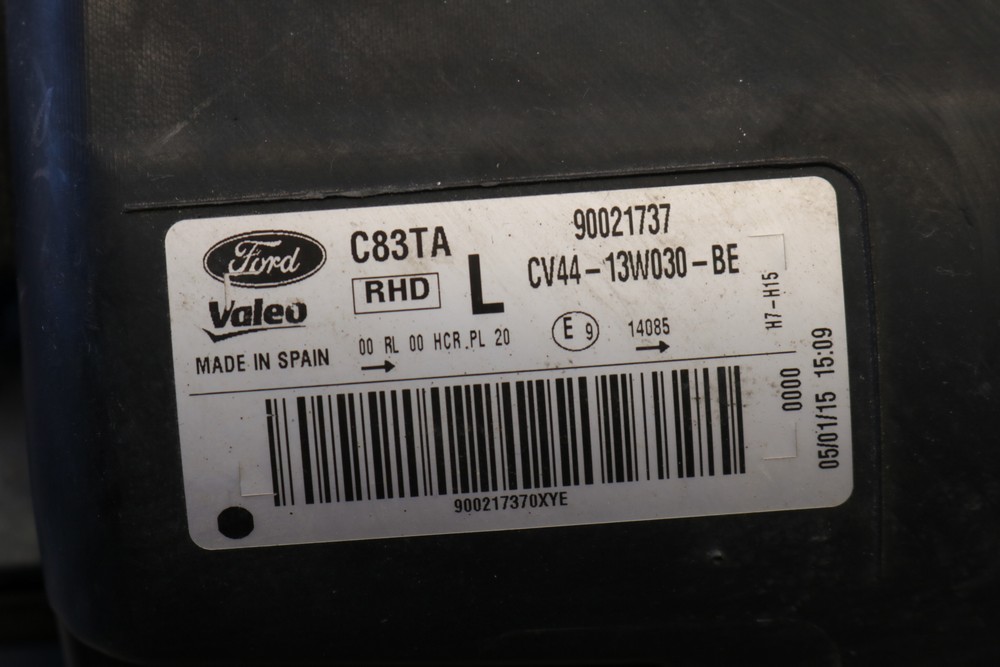 Ford
Valeo
MADE IN SPAIN
C83TA
RHD
L
00 RL 00 HCR PL 20
90021737
CV44-13W030-BE
E 9
14085
H7-H15
0000
05/01/15 15:09
900217370XYE